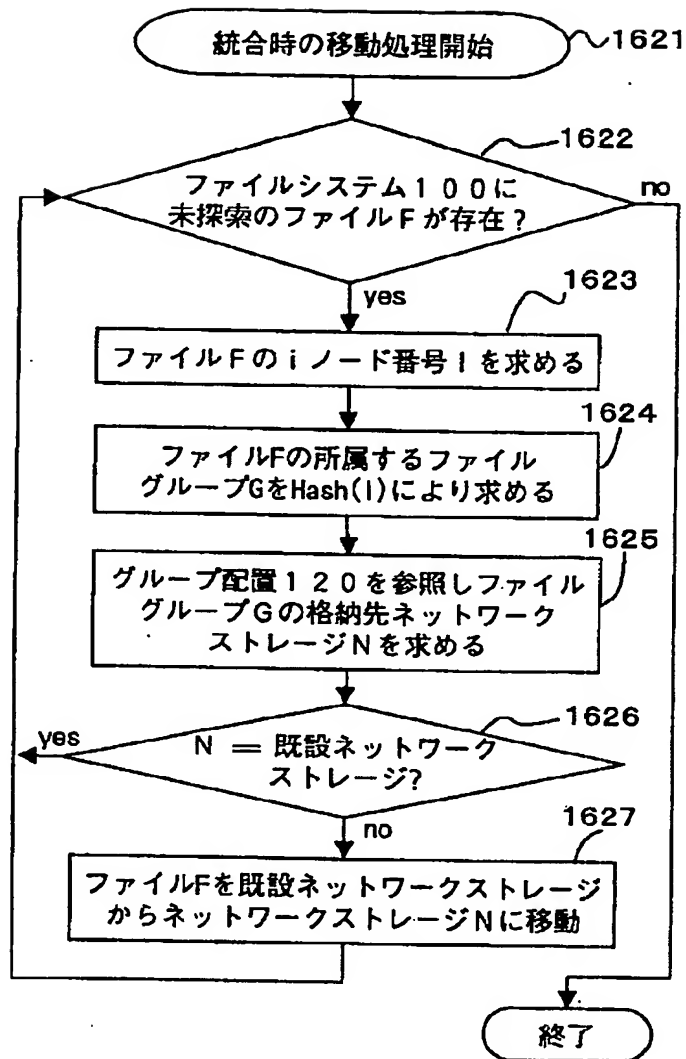 統合時の移動処理開始
1621
1622
ファイルシステム１００に
未探索のファイルFが存在？
no
yes
1623
ファイルFのｉノード番号Iを求める
1624
ファイルFの所属するファイル
グループGをHash(I)により求める
1625
グループ配置１２０を参照しファイル
グループGの格納先ネットワーク
ストレージNを求める
1626
yes
N ＝ 既設ネットワーク
ストレージ?
no
1627
ファイルFを既設ネットワークストレージ
からネットワークストレージNに移動
終了